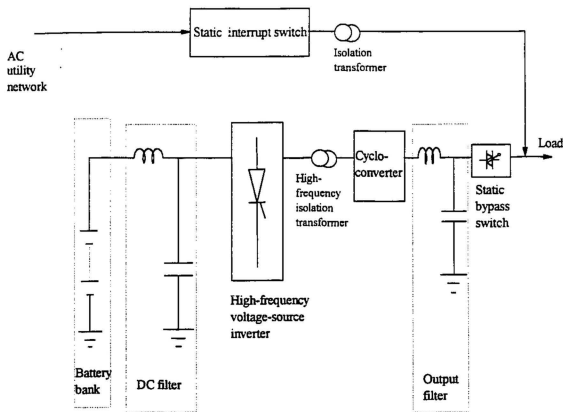 Static interrupt switch
AC
utility
network
Isolation
transformer
Load
Cyclo-
converter
High-
frequency
isolation
transformer
Static
bypass
switch
High-frequency
voltage-source
inverter
Battery
bank
DC filter
Output
filter